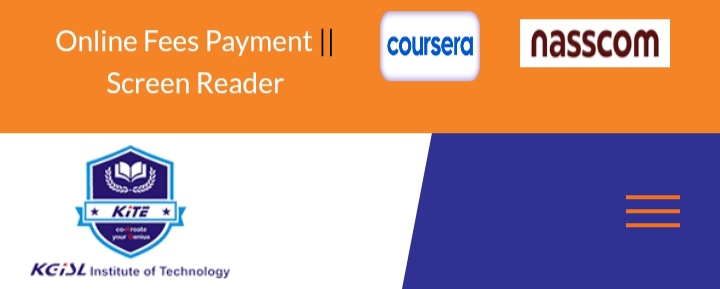 Online Fees Payment ||
Screen Reader
coursera
nasscom
KiTE
co-create
your Genius
KGiSL Institute of Technology